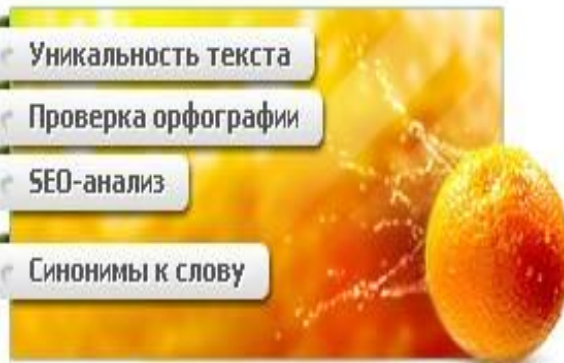 Уникальность текста
Проверка орфографии
SEO-анализ
Синонимы к слову